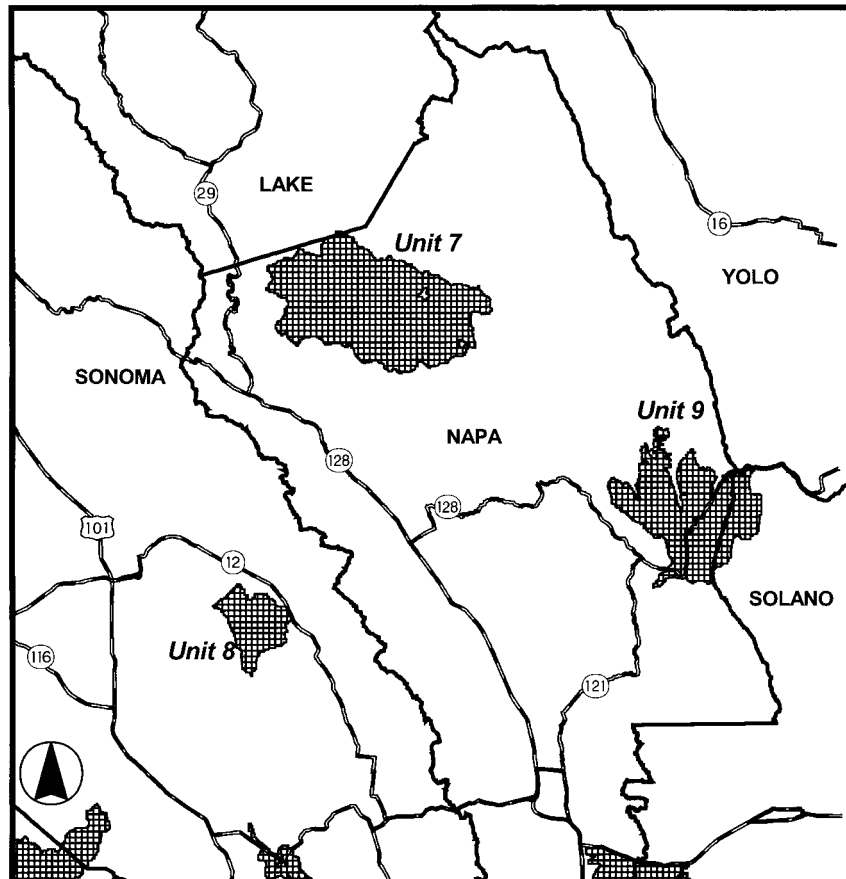 29
LAKE
16
Unit 7
YOLO
SONOMA
Unit 9
NAPA
128
128
101
12
SOLANO
Unit 8
116
121